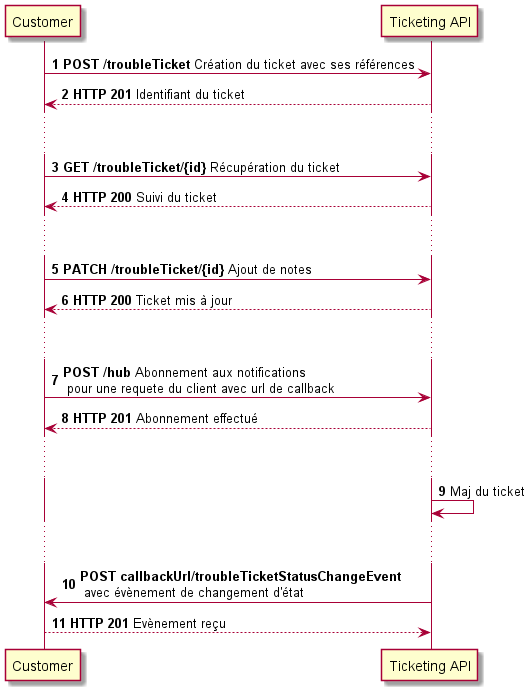 Customer
Ticketing API
1 POST /troubleTicket Création du ticket avec ses références
2 HTTP 201 Identifiant du ticket
3 GET /troubleTicket/{id} Récupération du ticket
4 HTTP 200 Suivi du ticket
5 PATCH /troubleTicket/{id} Ajout de notes
6 HTTP 200 Ticket mis à jour
7 POST /hub Abonnement aux notifications
pour une requete du client avec url de callback
8 HTTP 201 Abonnement effectué
9 Maj du ticket
10 POST callbackUrl/troubleTicketStatusChangeEvent
avec évènement de changement d'état
11 HTTP 201 Evènement reçu
Customer
Ticketing API